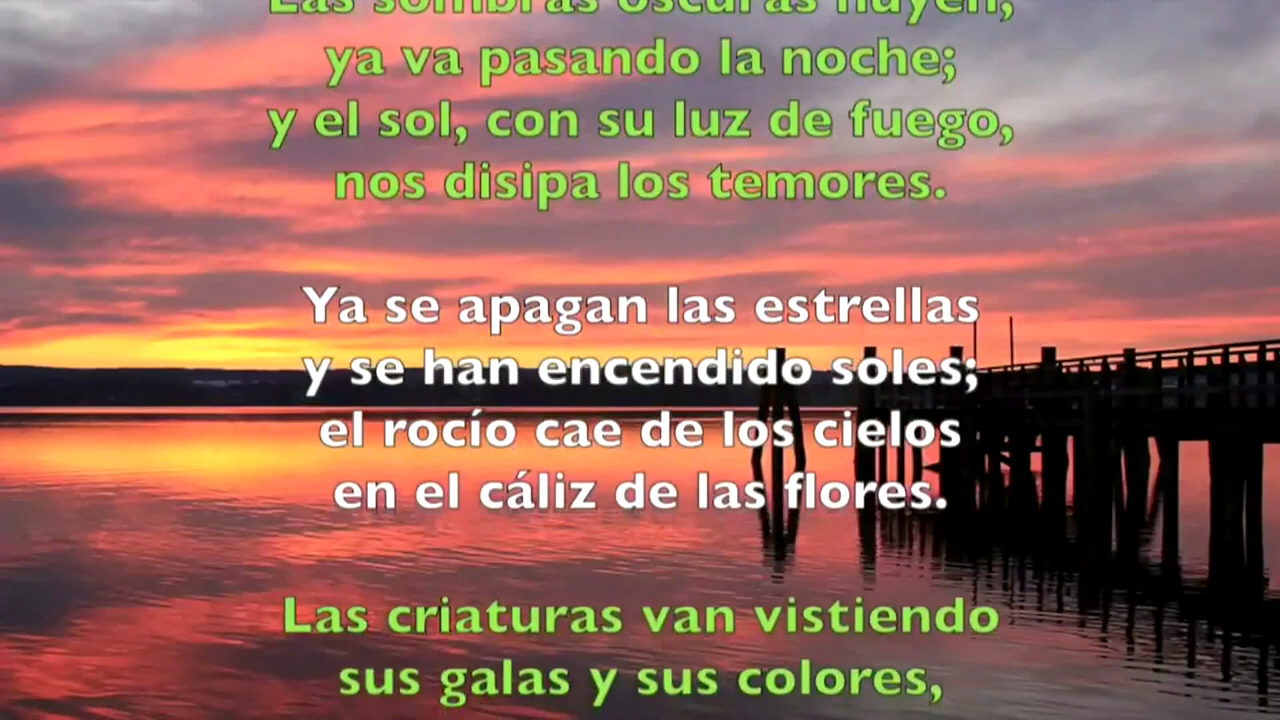 Las sombras oscuras huyen,
ya va pasando la noche;
y el sol, con su luz de fuego,
nos disipa los temores.
Ya se apagan las estrellas
y se han encendido soles;
el rocío cae de los cielos
en el cáliz de las flores.
Las criaturas van vistiendo
sus galas y sus colores,